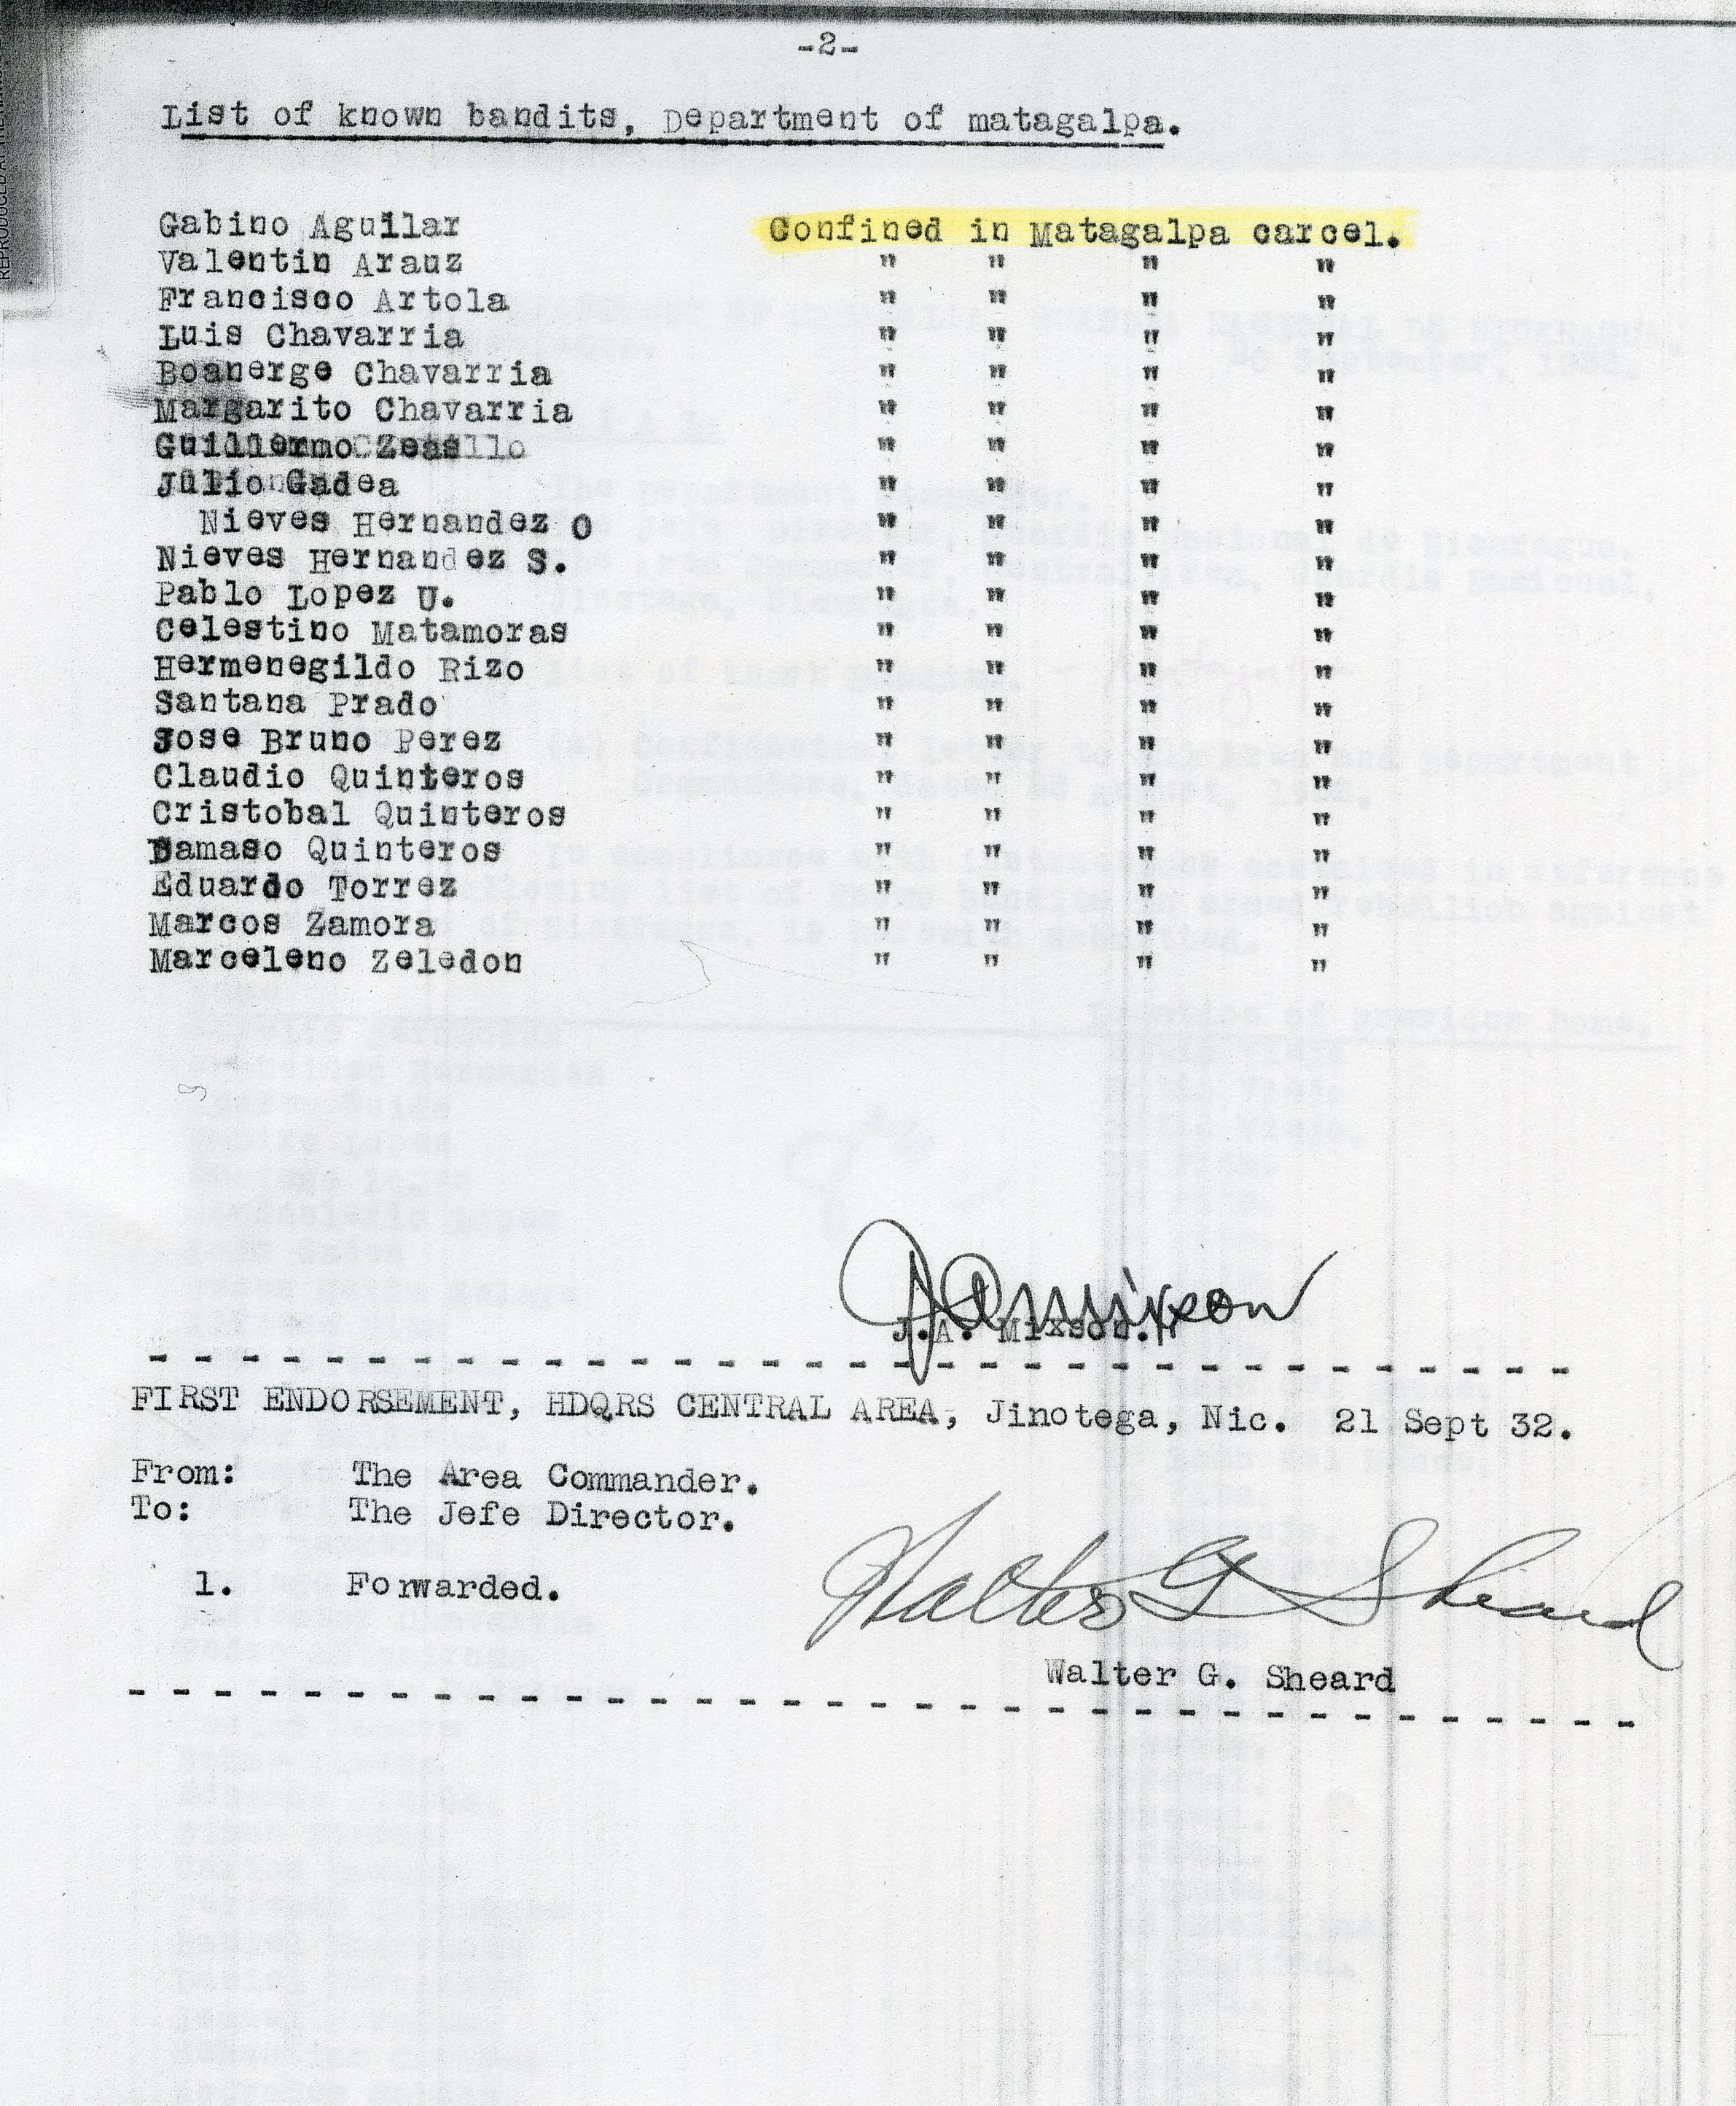 -2-
List of known bandits, Department of matagalpa.
Gabino Aguilar Confined in Matagalpa carcel.
Valentin Arauz " " " "
Francisco Artola " " " "
Luis Chavarria " " " "
Boanerge Chavarria " " " "
Margarito Chavarria " " " "
Guillermo Zeas " " " "
Julio Gadea " " " "
Nieves Hernandez O " " " "
Nieves Hernandez S. " " " "
Pablo Lopez U. " " " "
Celestino Matamoras " " " "
Hermenegildo Rizo " " " "
Santana Prado " " " "
Jose Bruno Perez " " " "
Claudio Quinteros " " " "
Cristobal Quinteros " " " "
Damaso Quinteros " " " "
Eduardo Torrez " " " "
Marcos Zamora " " " "
Marceleno Zeledon " " " "
J A Mixson
J.A. Mixson.
FIRST ENDORSEMENT, HDQRS CENTRAL AREA, Jinotega, Nic. 21 Sept 32.
From: The Area Commander.
To: The Jefe Director.
1. Forwarded.
Walter G Sheard
Walter G. Sheard